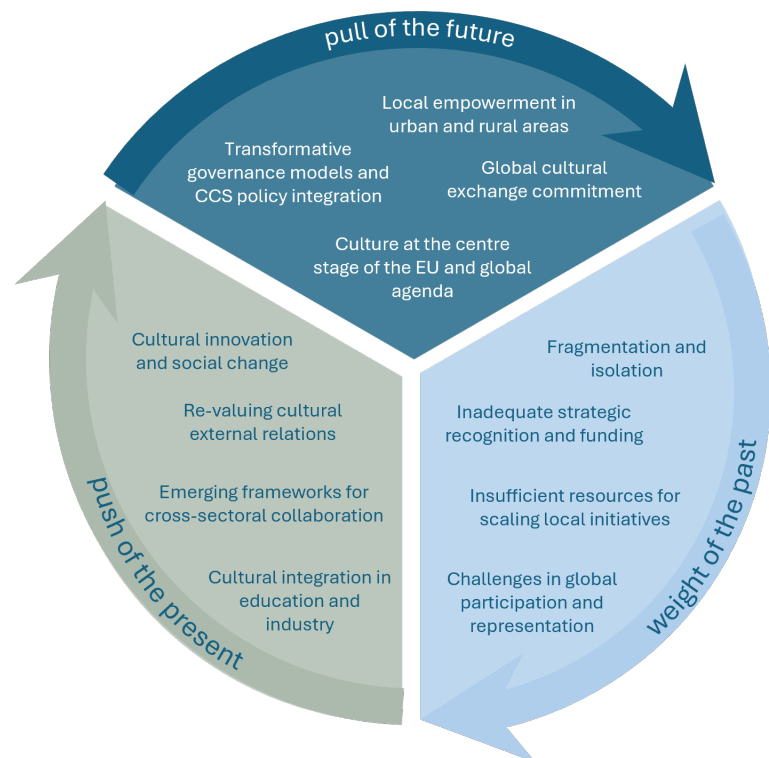 pull of the future
Local empowerment in
urban and rural areas
Transformative
governance models and
CCS policy integration
Global cultural
exchange commitment
Culture at the centre
stage of the EU and global
agenda
Fragmentation and
isolation
Inadequate strategic
recognition and funding
Insufficient resources for
scaling local initiatives
Challenges in global
participation and
representation
weight of the past
Cultural innovation
and social change
Re-valuing cultural
external relations
Emerging frameworks for
cross-sectoral collaboration
Cultural integration in
education and
industry
push of the present